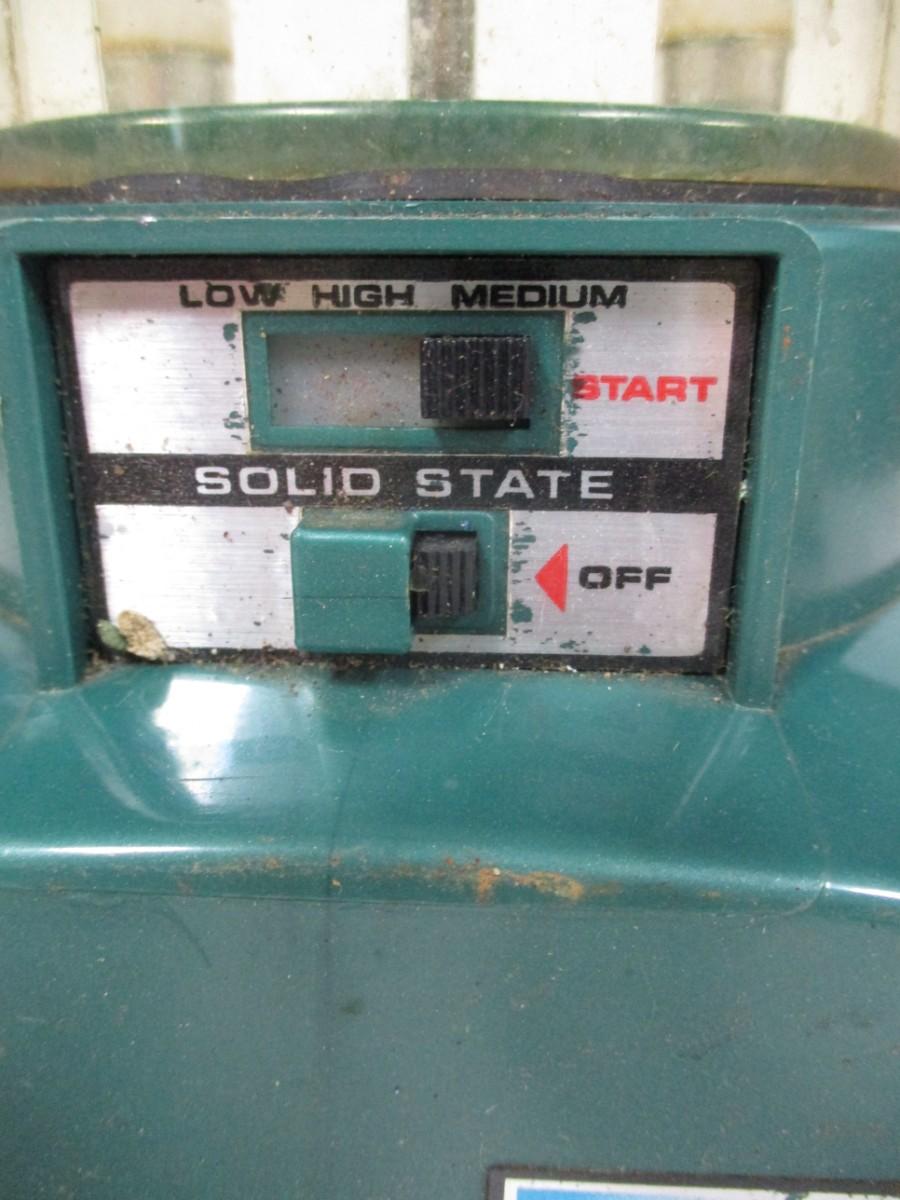 LOW HIGH MEDIUM
START
SOLID STATE
OFF